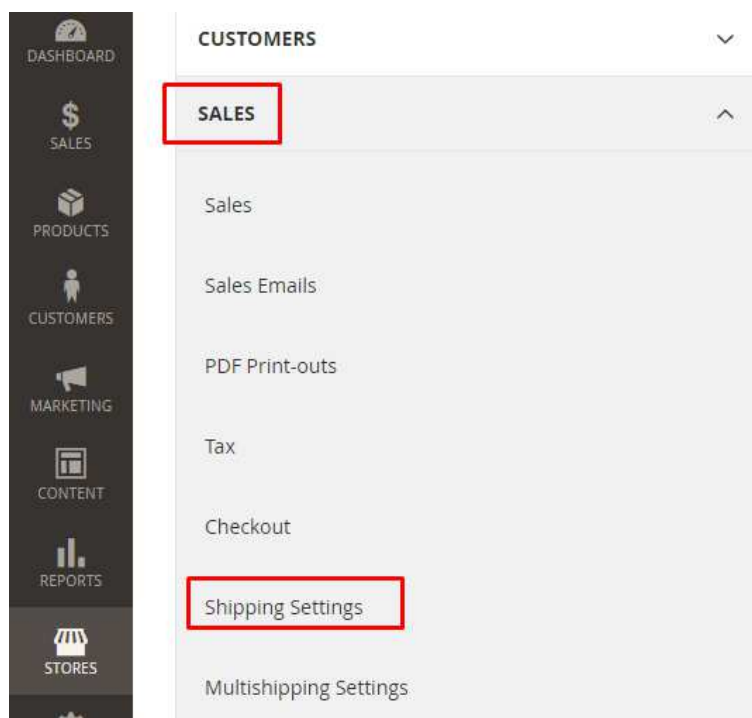 DASHBOARD
SALES
PRODUCTS
CUSTOMERS
MARKETING
CONTENT
REPORTS
STORES
CUSTOMERS
SALES
Sales
Sales Emails
PDF Print-outs
Tax
Checkout
Shipping Settings
Multishipping Settings